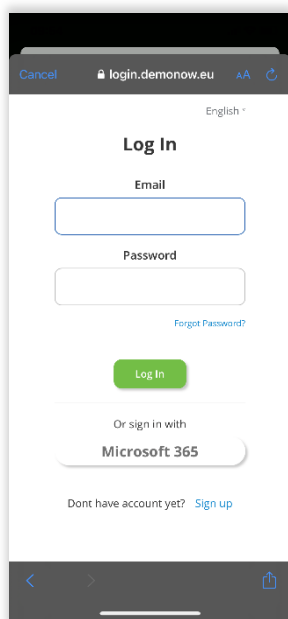 Cancel login.demonow.eu AA
English
Log In
Email
Password
Forgot Password?
Log In
Or sign in with
Microsoft 365
Dont have account yet? Sign up